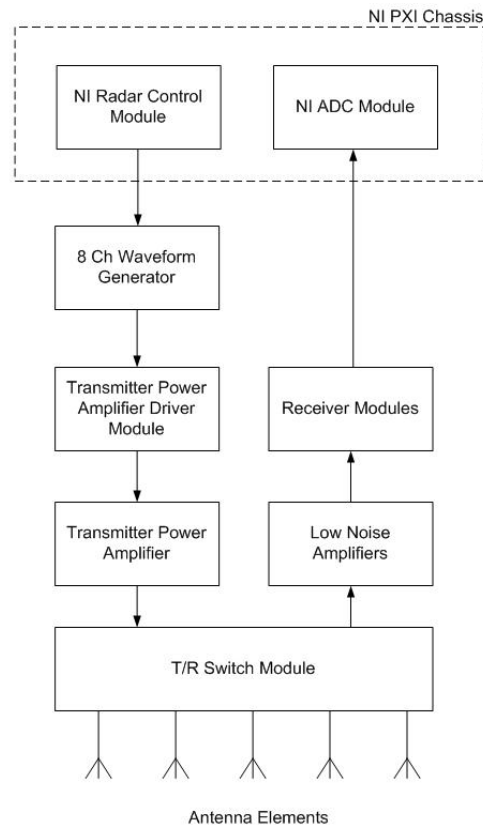 NI PXI Chassis
NI Radar Control
Module
NI ADC Module
8 Ch Waveform
Generator
Transmitter Power
Amplifier Driver
Module
Receiver Modules
Transmitter Power
Amplifier
Low Noise
Amplifiers
T/R Switch Module
Antenna Elements